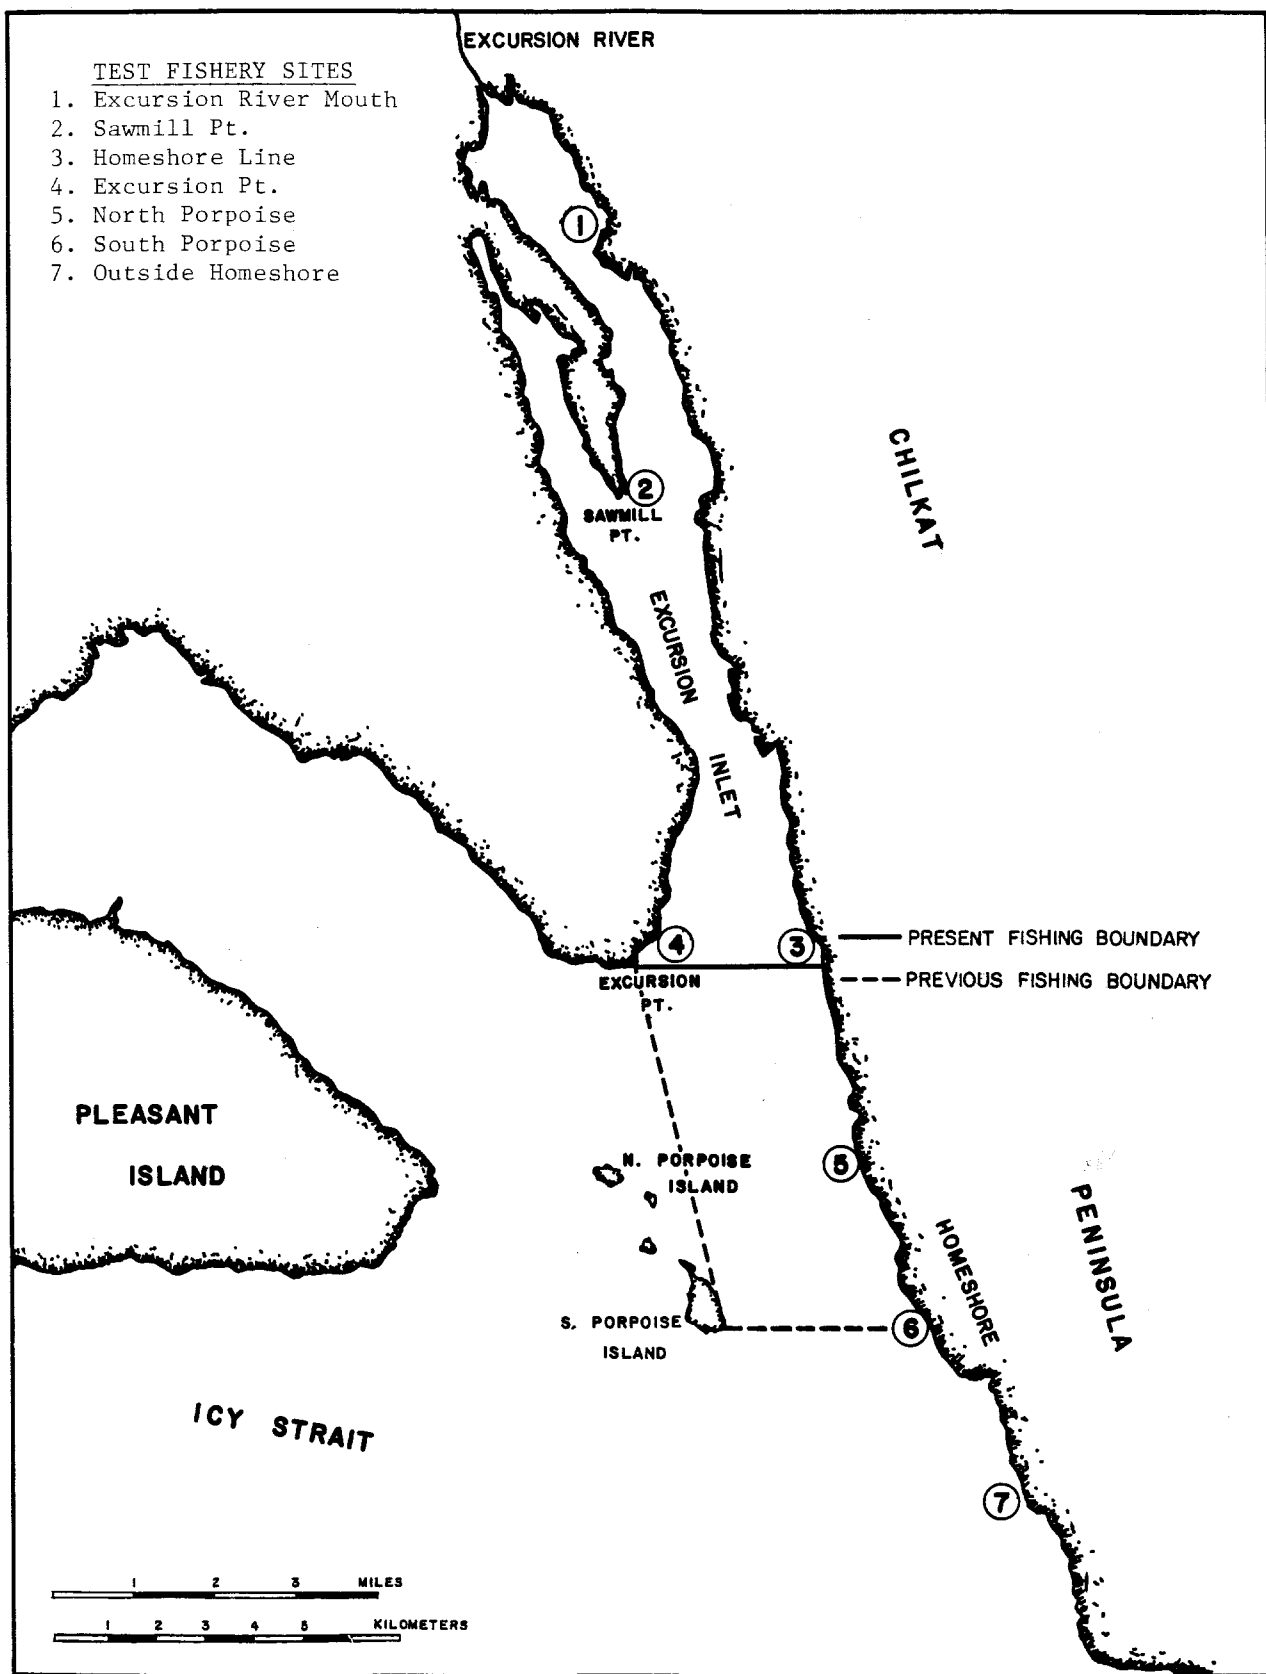 EXCURSION RIVER
TEST FISHERY SITES
1. Excursion River Mouth
2. Sawmill Pt.
3. Homeshore Line
4. Excursion Pt.
5. North Porpoise
6. South Porpoise
7. Outside Homeshore
1
CHILKAT
2
SAWMILL
PT.
EXCURSION
INLET
4
3
PRESENT FISHING BOUNDARY
EXCURSION
PT.
PREVIOUS FISHING BOUNDARY
PLEASANT
ISLAND
N. PORPOISE
ISLAND
5
PENINSULA
HOMESHORE
S. PORPOISE
ISLAND
6
ICY STRAIT
7
1 2 3 MILES
1 2 3 4 5 KILOMETERS